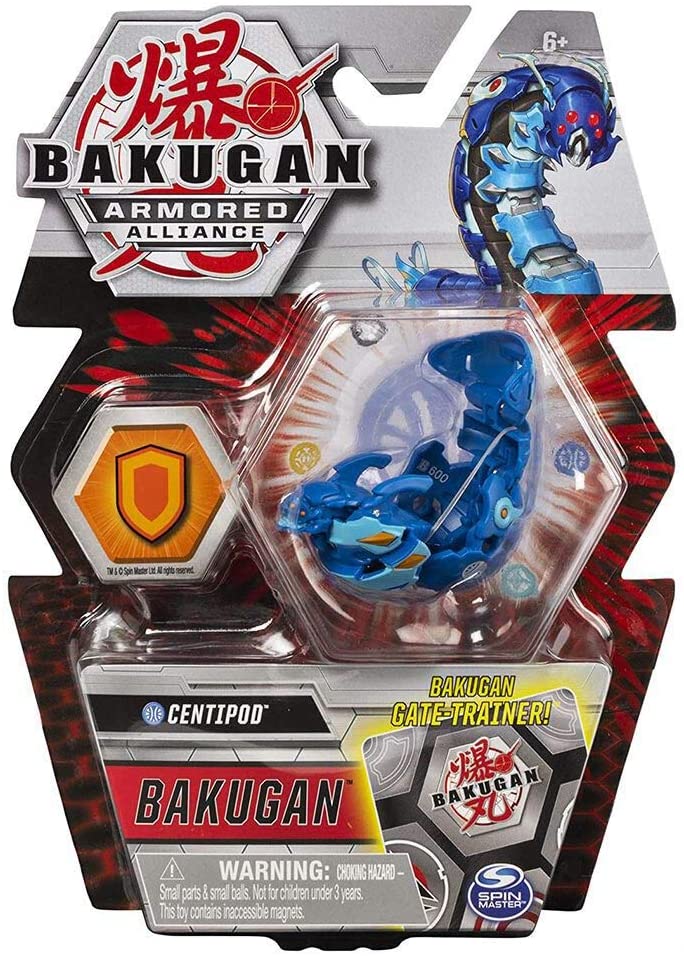 6+
爆
BAKUGAN
ARMORED
ALLIANCE
B 600
TM & © Spin Master Ltd. All rights reserved.
CENTIPOD™
BAKUGAN
GATE-TRAINER!
BAKUGAN™
爆
BAKUGAN
丸
WARNING: CHOKING HAZARD –
Small parts & small balls. Not for children under 3 years.
This toy contains inaccessible magnets.
SPIN
MASTER™